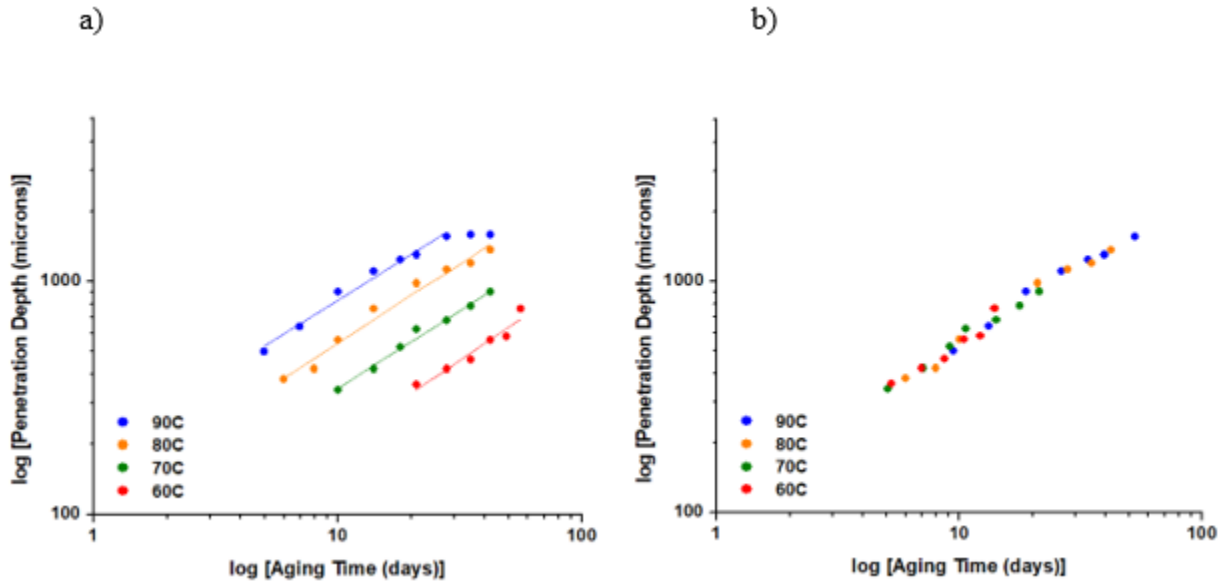 a)
b)
log [Penetration Depth (microns)]
1000
100
90C
80C
70C
60C
1
10
100
log [Aging Time (days)]
log [Penetration Depth (microns)]
1000
100
90C
80C
70C
60C
1
10
100
log [Aging Time (days)]